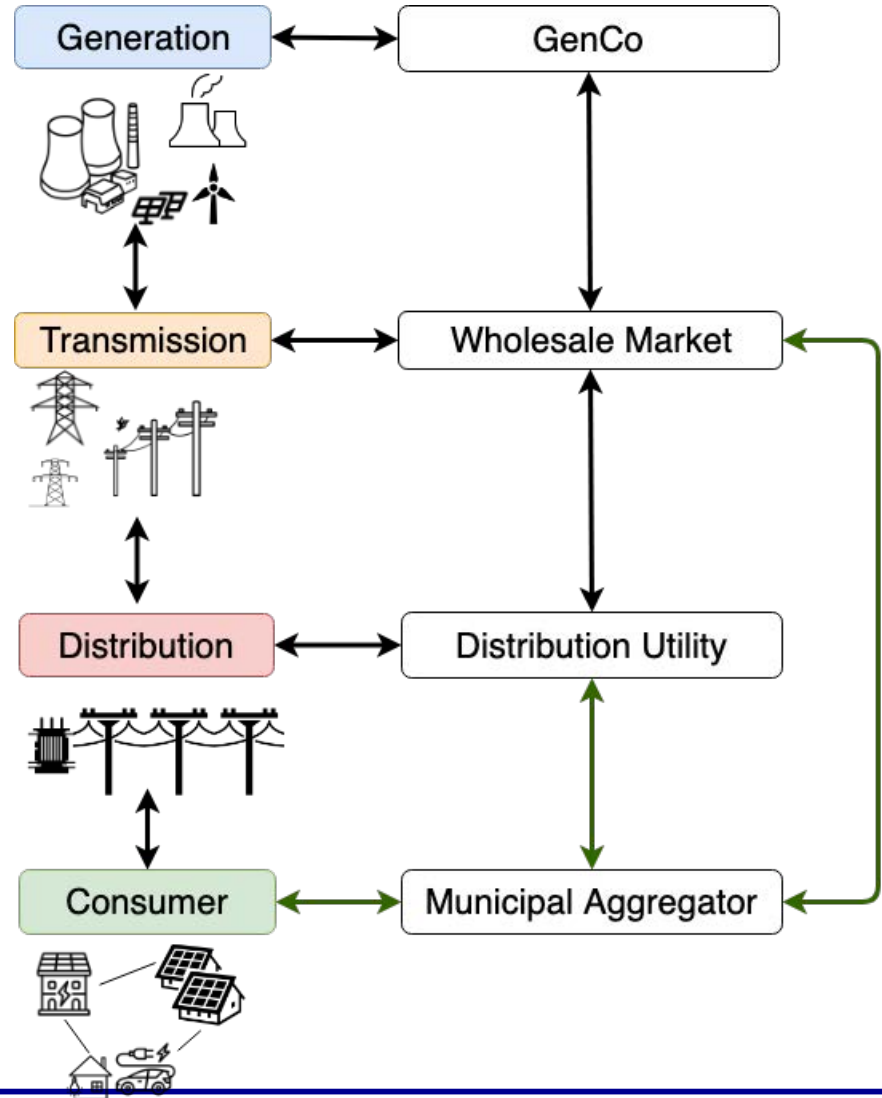 Generation
GenCo
Transmission
Wholesale Market
Distribution
Distribution Utility
Consumer
Municipal Aggregator